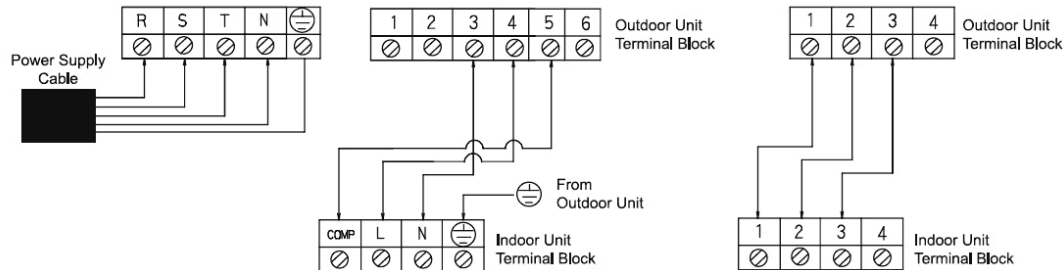 R S T N
1 2 3 4 5 6
Outdoor Unit
Terminal Block
1 2 3 4
Outdoor Unit
Terminal Block
Power Supply
Cable
From
Outdoor Unit
COMP L N
Indoor Unit
Terminal Block
1 2 3 4
Indoor Unit
Terminal Block